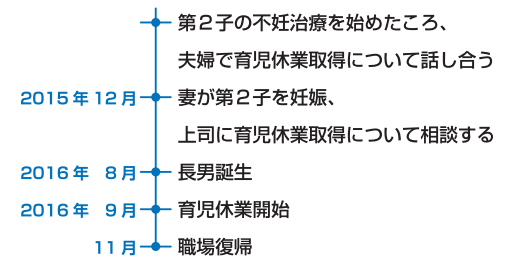 第２子の不妊治療を始めたころ、
夫婦で育児休業取得について話し合う
2015年12月 妻が第２子を妊娠、
上司に育児休業取得について相談する
2016年 8月 長男誕生
2016年 9月 育児休業開始
11月 職場復帰